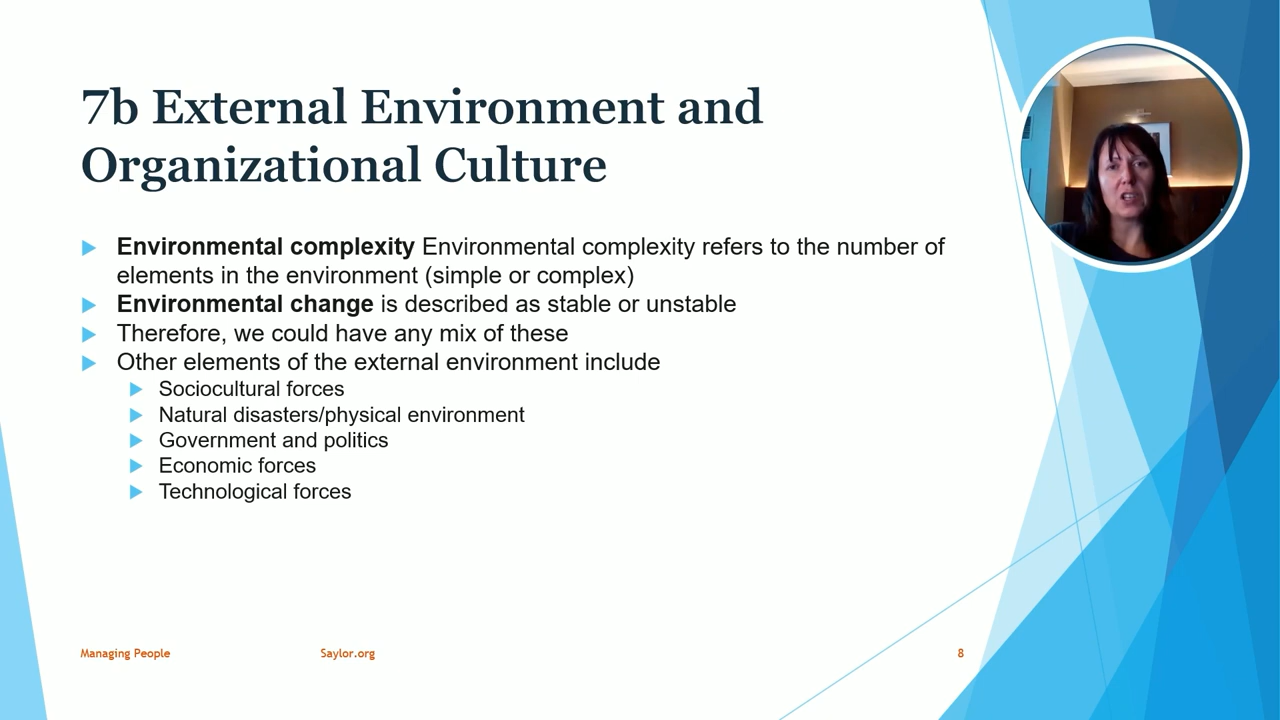 7b External Environment and
Organizational Culture
Environmental complexity Environmental complexity refers to the number of
elements in the environment (simple or complex)
Environmental change is described as stable or unstable
Therefore, we could have any mix of these
Other elements of the external environment include
Sociocultural forces
Natural disasters/physical environment
Government and politics
Economic forces
Technological forces
Managing People Saylor.org 8